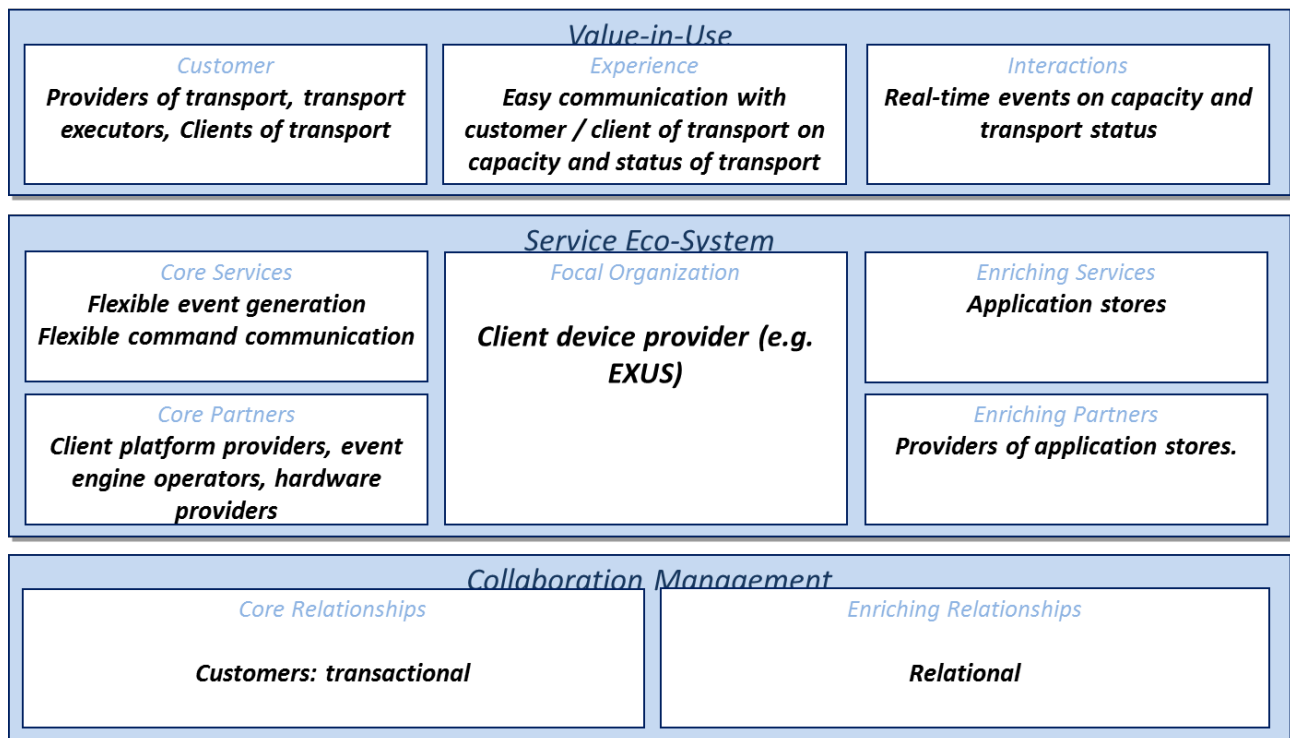 Value-in-Use
Customer
Providers of transport, transport
executors, Clients of transport
Experience
Easy communication with
customer / client of transport on
capacity and status of transport
Interactions
Real-time events on capacity and
transport status
Service Eco-System
Core Services
Flexible event generation
Flexible command communication
Core Partners
Client platform providers, event
engine operators, hardware
providers
Focal Organization
Client device provider (e.g.
EXUS)
Enriching Services
Application stores
Enriching Partners
Providers of application stores.
Collaboration Management
Core Relationships
Customers: transactional
Enriching Relationships
Relational